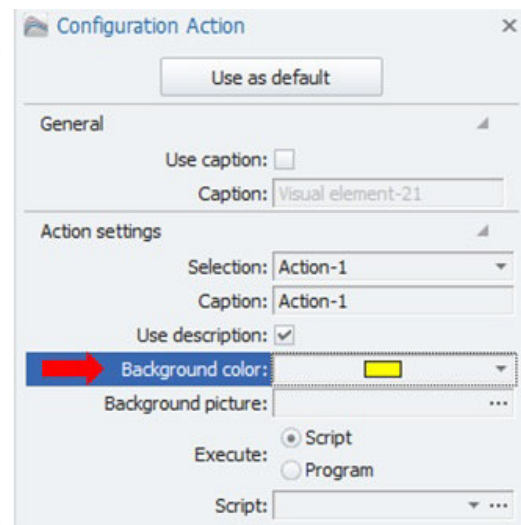 Configuration Action
Use as default
General
Use caption:
Caption: Visual element-21
Action settings
Selection: Action-1
Caption: Action-1
Use description:
Background color:
Background picture: ...
Execute: Script
Program
Script: ...